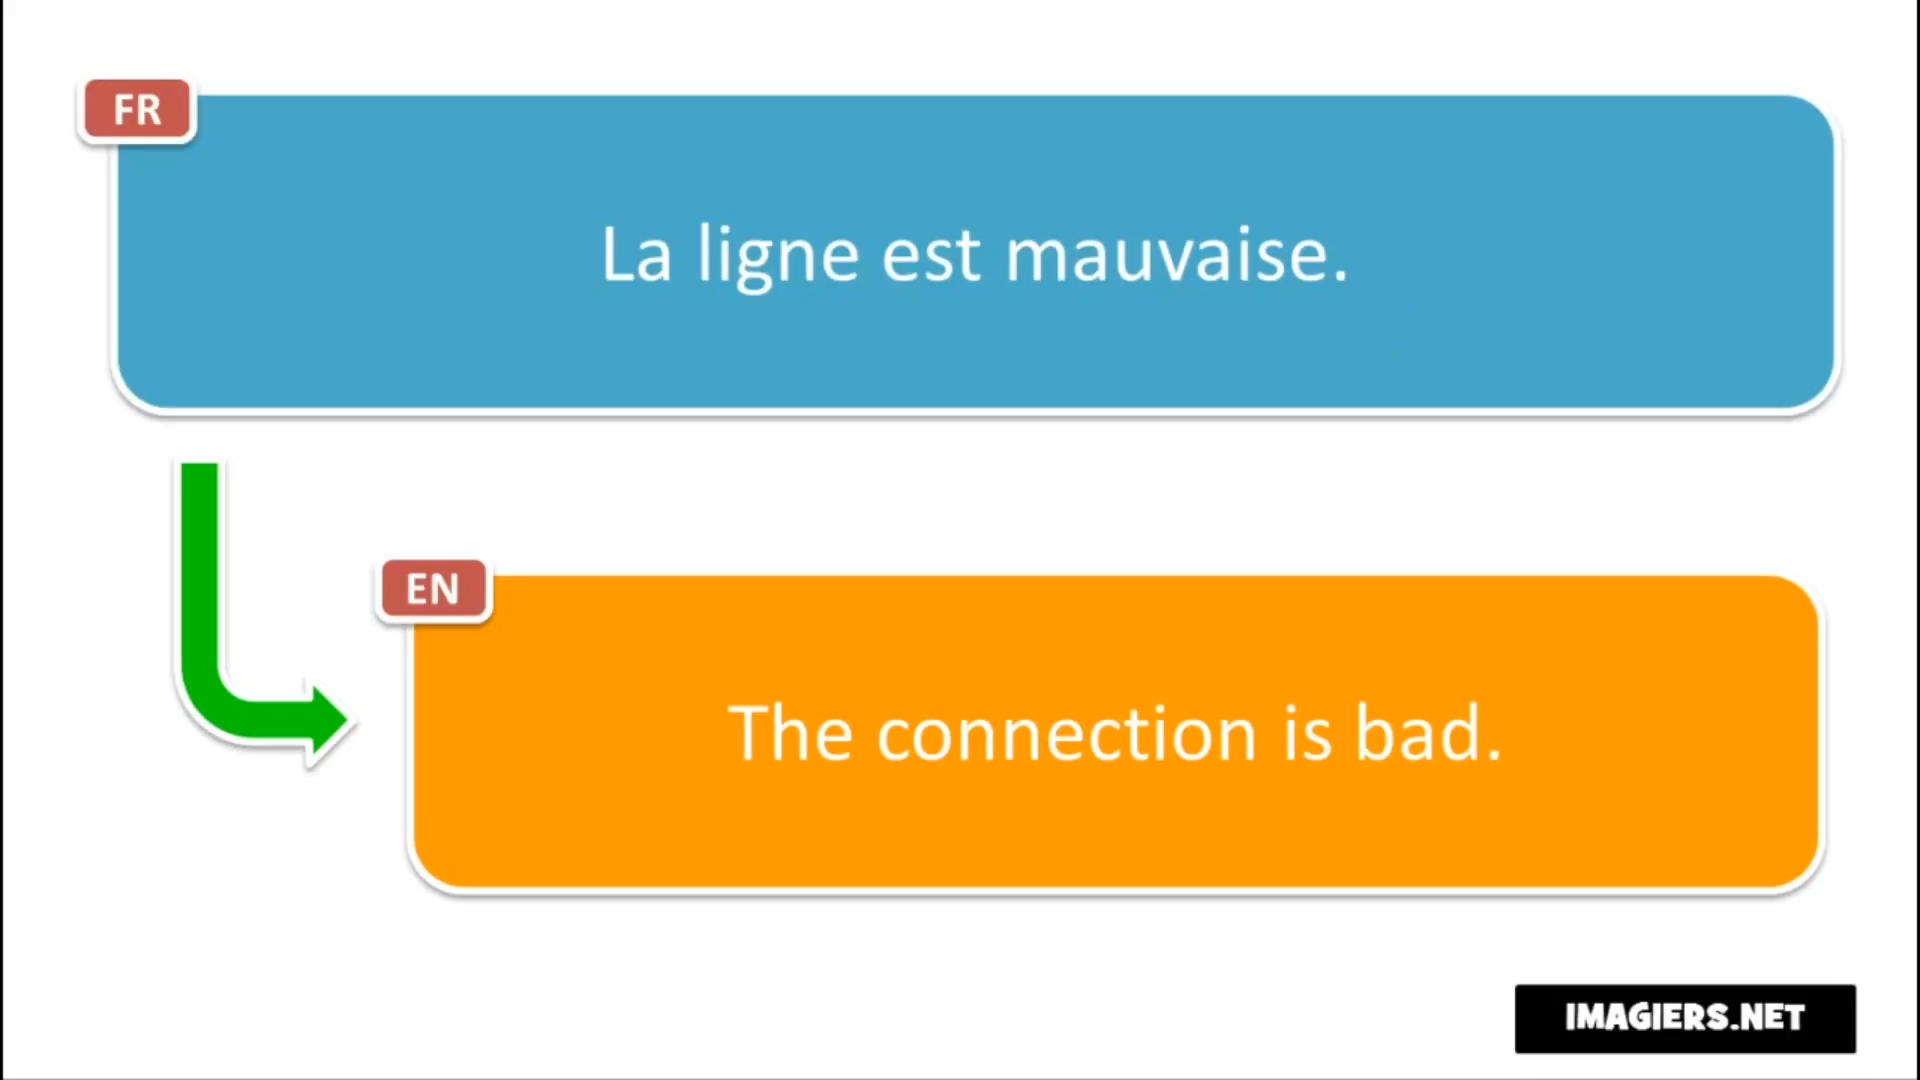 FR
La ligne est mauvaise.
EN
The connection is bad.
IMAGIERS.NET